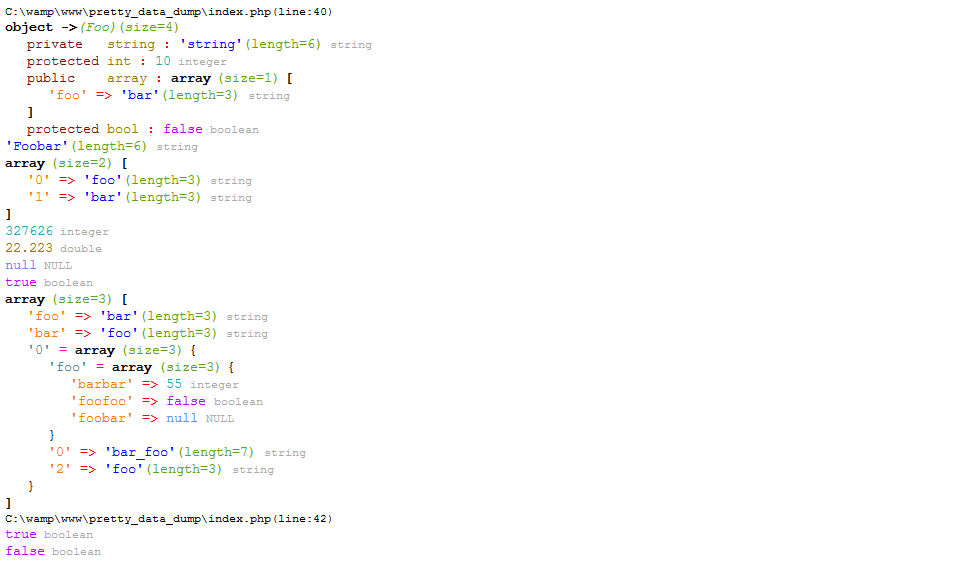 C:\wamp\www\pretty_data_dump\index.php(line:40)
object ->(Foo)(size=4)
private string : 'string'(length=6) string
protected int : 10 integer
public array : array (size=1) [
'foo' => 'bar'(length=3) string
]
protected bool : false boolean
'Foobar'(length=6) string
array (size=2) [
'0' => 'foo'(length=3) string
'1' => 'bar'(length=3) string
]
327626 integer
22.223 double
null NULL
true boolean
array (size=3) [
'foo' => 'bar'(length=3) string
'bar' => 'foo'(length=3) string
'0' = array (size=3) {
'foo' = array (size=3) {
'barbar' => 55 integer
'foofoo' => false boolean
'foobar' => null NULL
}
'0' => 'bar_foo'(length=7) string
'2' => 'foo'(length=3) string
}
]
C:\wamp\www\pretty_data_dump\index.php(line:42)
true boolean
false boolean